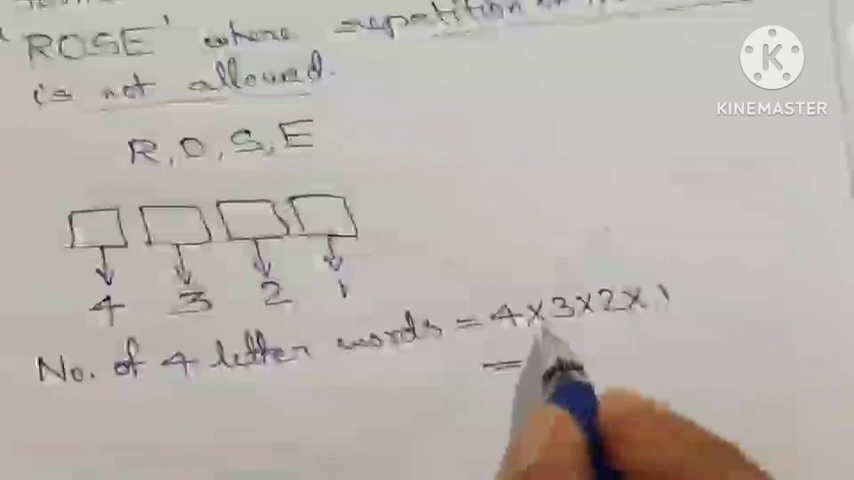 'ROSE' where repetition of
is not allowed.
R, O, S, E
4 3 2 1
No. of 4 letter words = 4×3×2×1
=
KINEMASTER